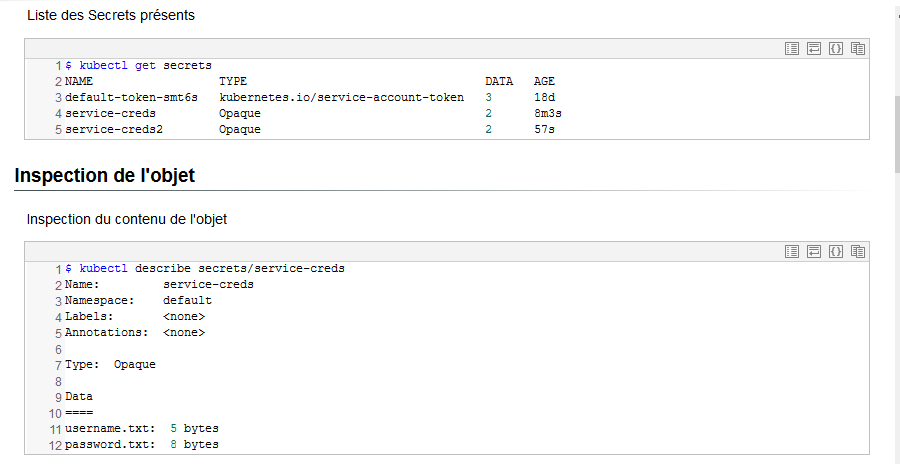 Liste des Secrets présents
1 $ kubectl get secrets
2 NAME TYPE DATA AGE
3 default-token-smt6s kubernetes.io/service-account-token 3 18d
4 service-creds Opaque 2 8m3s
5 service-creds2 Opaque 2 57s
Inspection de l'objet
Inspection du contenu de l'objet
1 $ kubectl describe secrets/service-creds
2 Name: service-creds
3 Namespace: default
4 Labels: <none>
5 Annotations: <none>
6
7 Type: Opaque
8
9 Data
10 ====
11 username.txt: 5 bytes
12 password.txt: 8 bytes